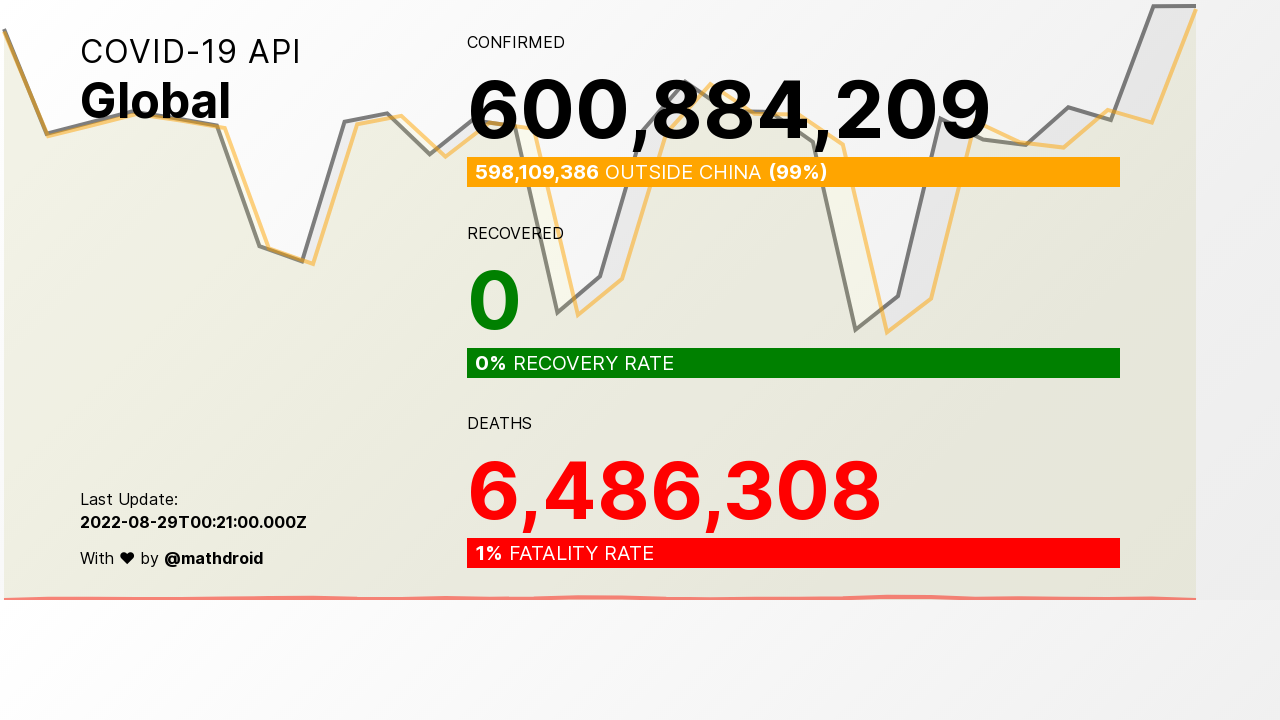 COVID-19 API
Global
CONFIRMED
600,884,209
598,109,386 OUTSIDE CHINA (99%)
RECOVERED
0
0% RECOVERY RATE
DEATHS
6,486,308
1% FATALITY RATE
Last Update:
2022-08-29T00:21:00.000Z
With ♥ by @mathdroid